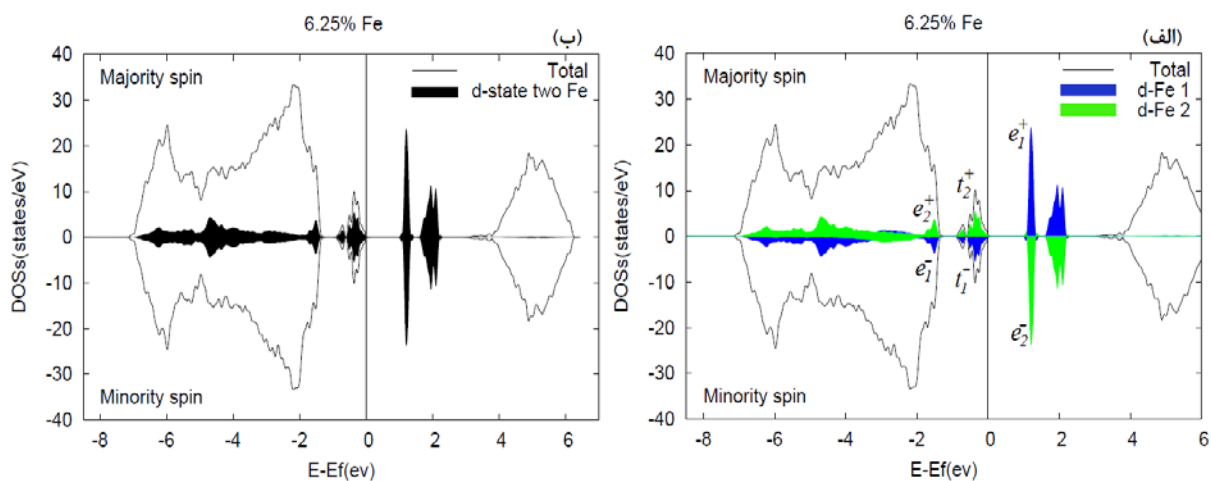 6.25% Fe
(ب)
Majority spin
Total
d-state two Fe
DOSs(states/eV)
40
30
20
10
0
-10
-20
-30
-40
Minority spin
-8 -6 -4 -2 0 2 4 6
E-Ef(ev)
6.25% Fe
(الف)
Majority spin
Total
d-Fe 1
d-Fe 2
e₁⁺
t₂⁺
e₂⁺
e₁⁻
t₁⁻
e₂⁻
DOSs(states/eV)
40
30
20
10
0
-10
-20
-30
-40
Minority spin
-8 -6 -4 -2 0 2 4 6
E-Ef(ev)